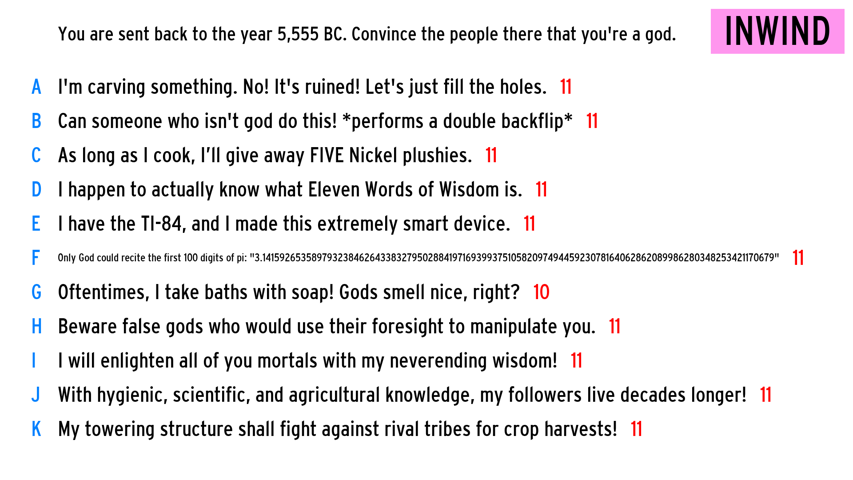 You are sent back to the year 5,555 BC. Convince the people there that you're a god.
INWIND
A I'm carving something. No! It's ruined! Let's just fill the holes. 11
B Can someone who isn't god do this! *performs a double backflip* 11
C As long as I cook, I’ll give away FIVE Nickel plushies. 11
D I happen to actually know what Eleven Words of Wisdom is. 11
E I have the TI-84, and I made this extremely smart device. 11
F Only God could recite the first 100 digits of pi: "3.1415926535897932384626433832795028841971693993751058209749445923078164062862089986280348253421170679" 11
G Oftentimes, I take baths with soap! Gods smell nice, right? 10
H Beware false gods who would use their foresight to manipulate you. 11
I I will enlighten all of you mortals with my neverending wisdom! 11
J With hygienic, scientific, and agricultural knowledge, my followers live decades longer! 11
K My towering structure shall fight against rival tribes for crop harvests! 11